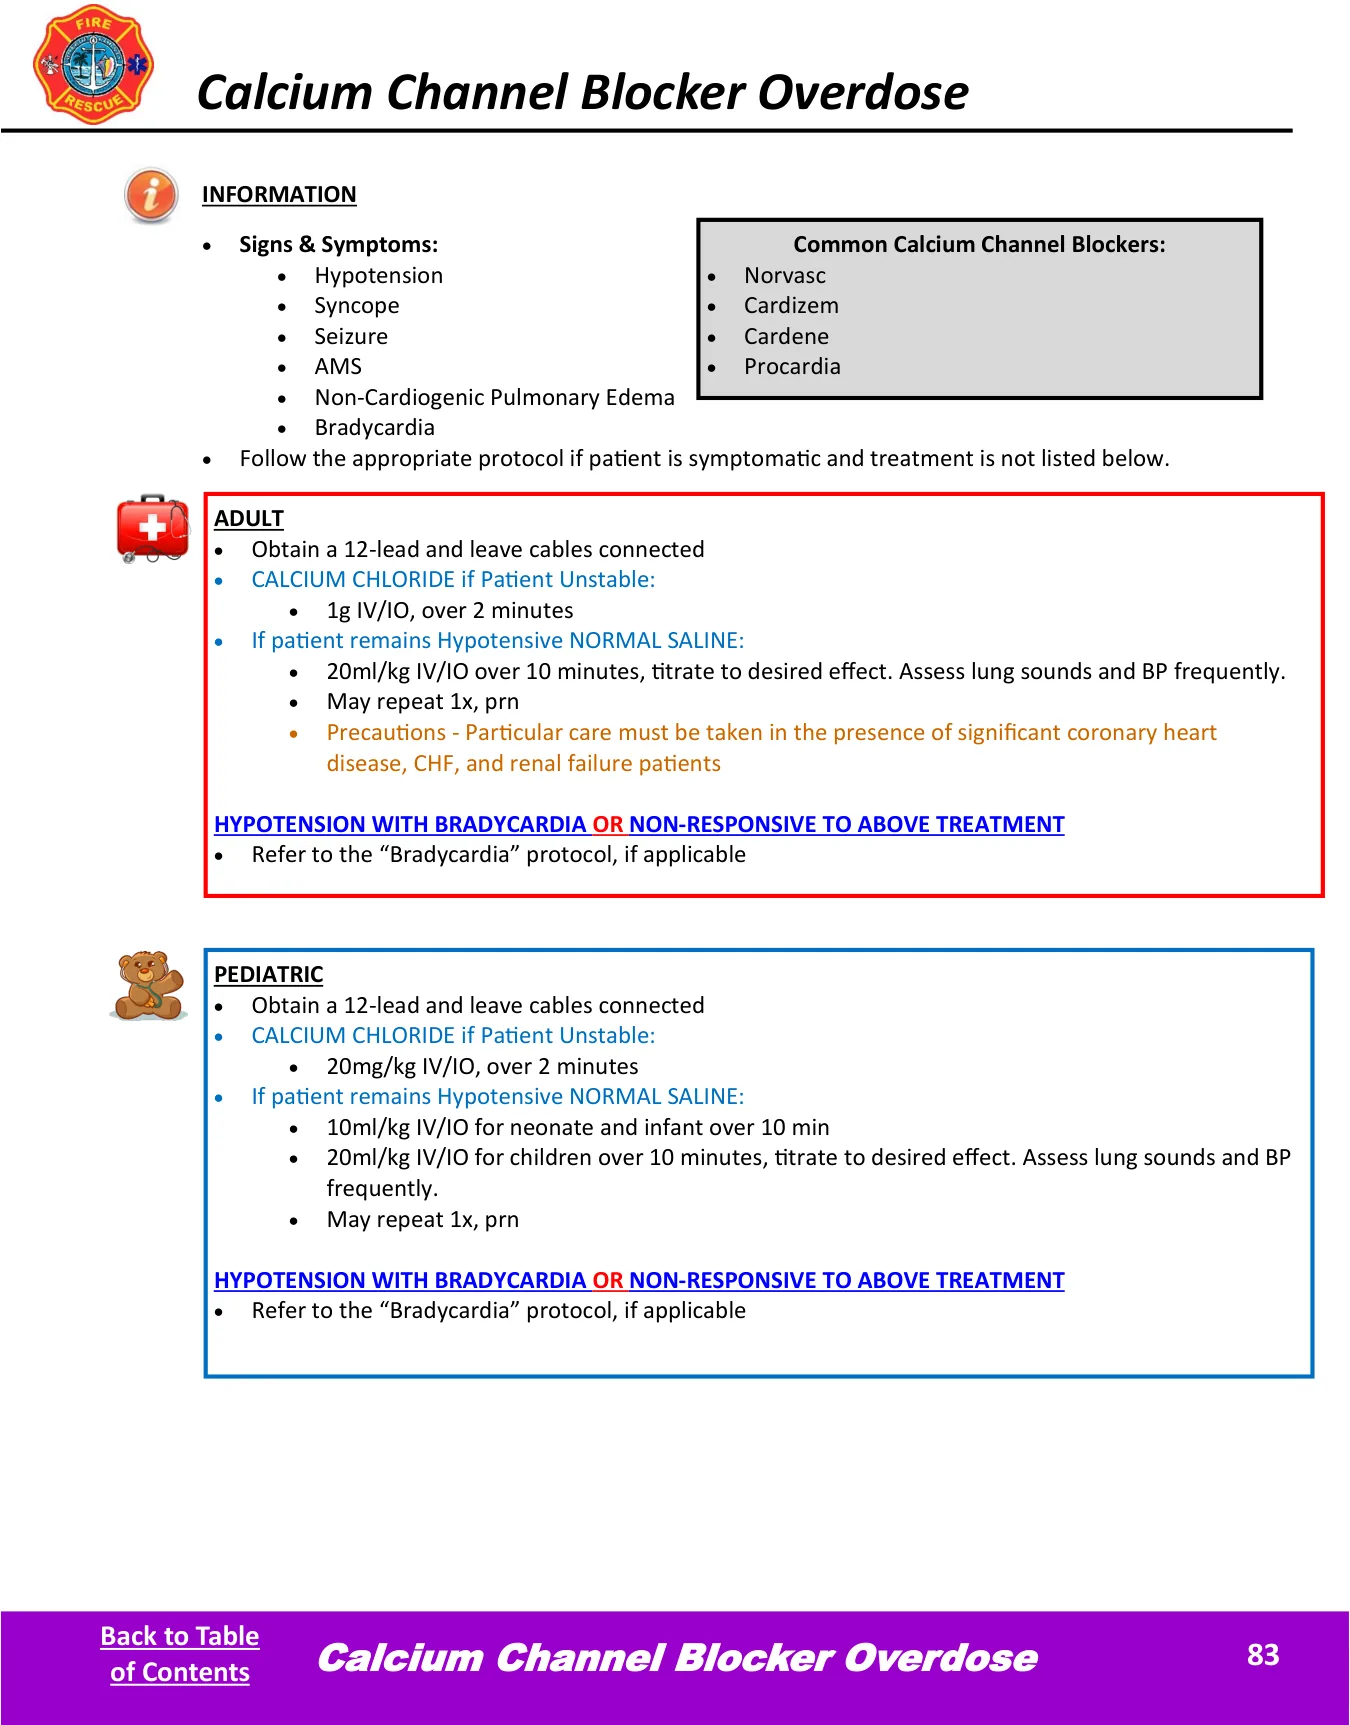 FIRE
RESCUE
Calcium Channel Blocker Overdose
INFORMATION
• Signs & Symptoms:
• Hypotension
• Syncope
• Seizure
• AMS
• Non-Cardiogenic Pulmonary Edema
• Bradycardia
Common Calcium Channel Blockers:
• Norvasc
• Cardizem
• Cardene
• Procardia
• Follow the appropriate protocol if patient is symptomatic and treatment is not listed below.
ADULT
• Obtain a 12-lead and leave cables connected
• CALCIUM CHLORIDE if Patient Unstable:
• 1g IV/IO, over 2 minutes
• If patient remains Hypotensive NORMAL SALINE:
• 20ml/kg IV/IO over 10 minutes, titrate to desired effect. Assess lung sounds and BP frequently.
• May repeat 1x, prn
• Precautions - Particular care must be taken in the presence of significant coronary heart
disease, CHF, and renal failure patients
HYPOTENSION WITH BRADYCARDIA OR NON-RESPONSIVE TO ABOVE TREATMENT
• Refer to the “Bradycardia” protocol, if applicable
PEDIATRIC
• Obtain a 12-lead and leave cables connected
• CALCIUM CHLORIDE if Patient Unstable:
• 20mg/kg IV/IO, over 2 minutes
• If patient remains Hypotensive NORMAL SALINE:
• 10ml/kg IV/IO for neonate and infant over 10 min
• 20ml/kg IV/IO for children over 10 minutes, titrate to desired effect. Assess lung sounds and BP
frequently.
• May repeat 1x, prn
HYPOTENSION WITH BRADYCARDIA OR NON-RESPONSIVE TO ABOVE TREATMENT
• Refer to the “Bradycardia” protocol, if applicable
Back to Table
of Contents
Calcium Channel Blocker Overdose
83